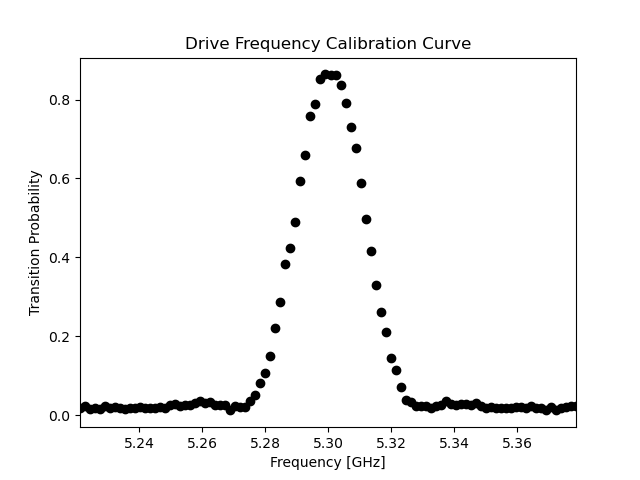 Drive Frequency Calibration Curve
Transition Probability
0.8
0.6
0.4
0.2
0.0
5.24 5.26 5.28 5.30 5.32 5.34 5.36
Frequency [GHz]